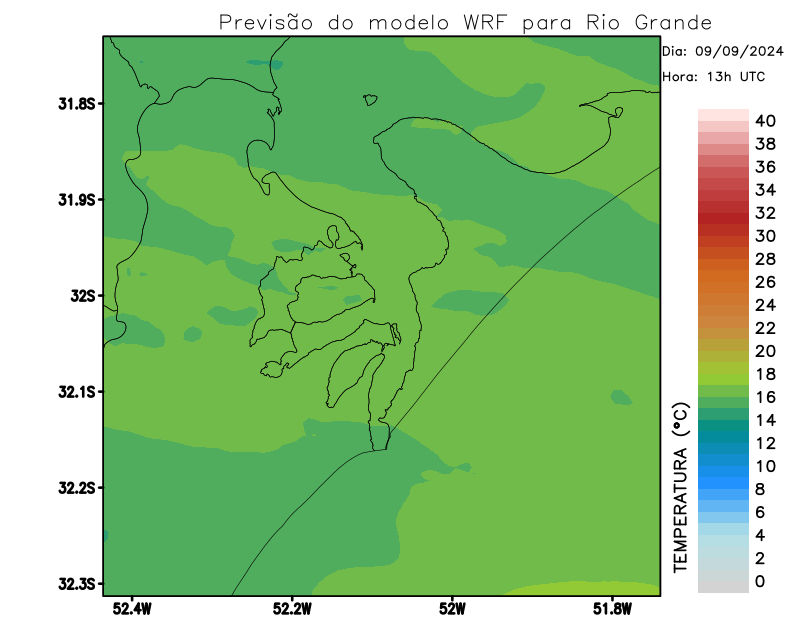 Previsão do modelo WRF para Rio Grande
Dia: 09/09/2024
Hora: 13h UTC
31.8S
31.9S
32S
32.1S
32.2S
32.3S
52.4W
52.2W
52W
51.8W
TEMPERATURA (°C)
40
38
36
34
32
30
28
26
24
22
20
18
16
14
12
10
8
6
4
2
0